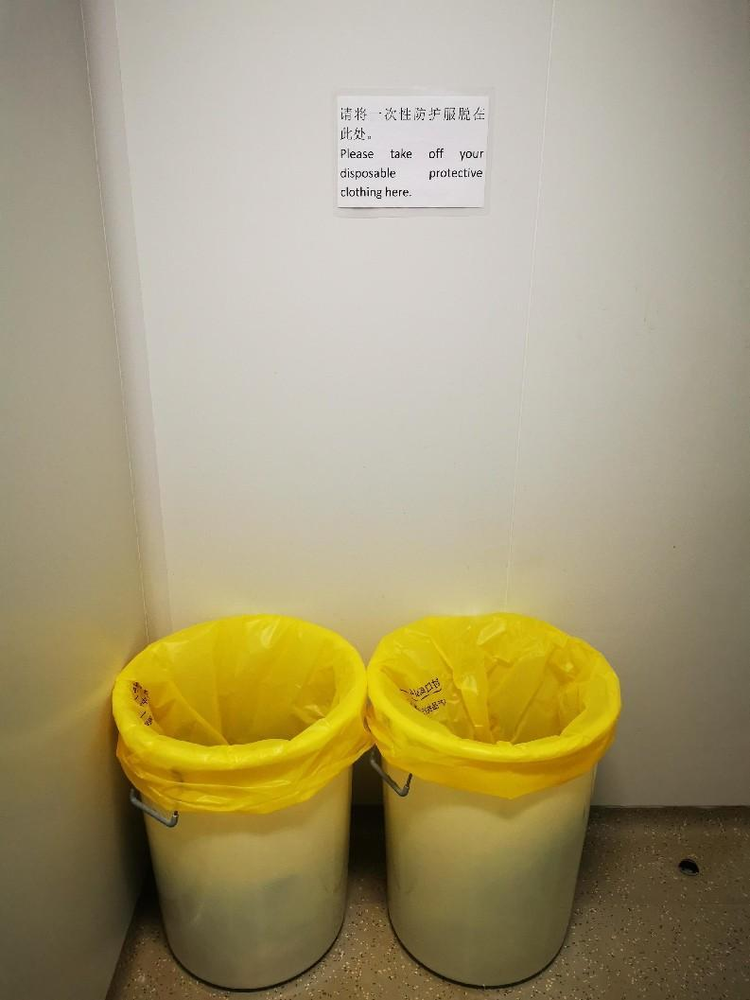 请将一次性防护服脱在
此处。
Please take off your
disposable protective
clothing here.